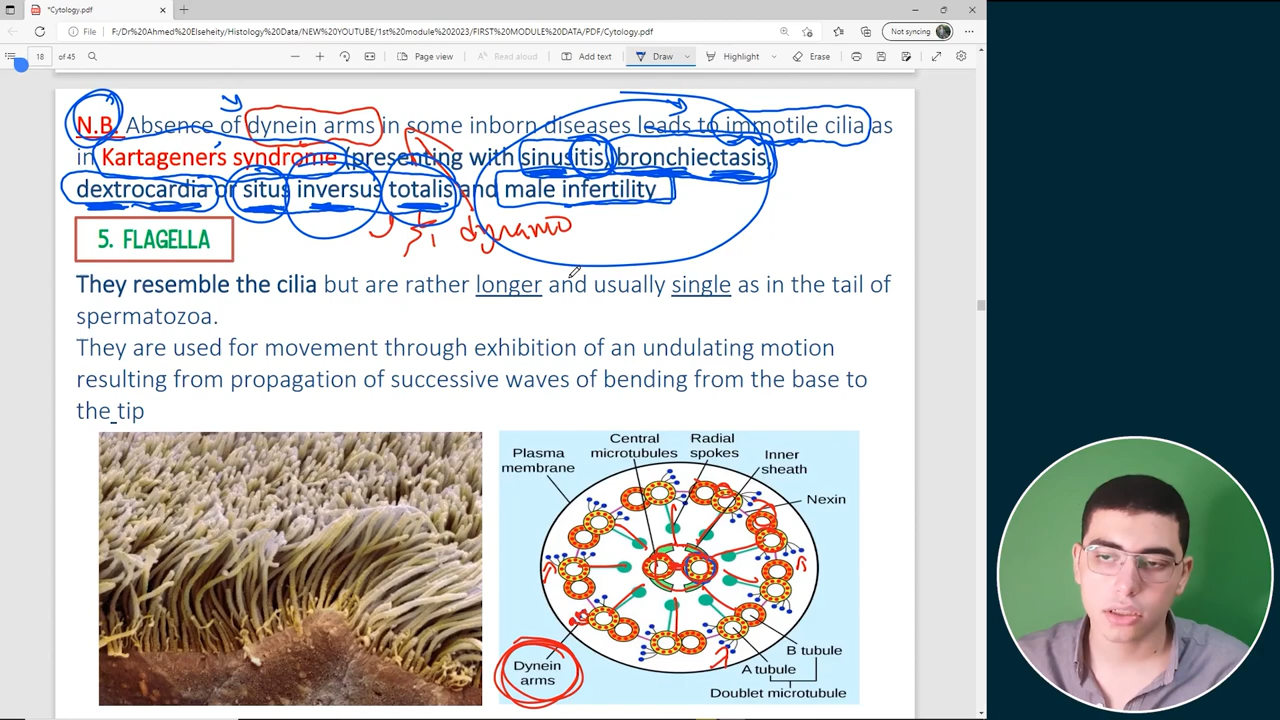 *Cytology.pdf
File
F:/Dr%20Ahmed%20Elseheity/Histology%20Data/NEW%20YOUTUBE/1st%20module%202023/FIRST%20MODULE%20DATA/PDF/Cytology.pdf
Not syncing
18 of 45
Page view
Read aloud
Add text
Draw
Highlight
Erase
N.B. Absence of dynein arms in some inborn diseases leads to immotile cilia as
in Kartagener's syndrome (presenting with sinusitis, bronchiectasis,
dextrocardia or situs inversus totalis and male infertility
dynamo
5. FLAGELLA
They resemble the cilia but are rather longer and usually single as in the tail of
spermatozoa.
They are used for movement through exhibition of an undulating motion
resulting from propagation of successive waves of bending from the base to
the tip
Plasma
membrane
Central
microtubules
Radial
spokes
Inner
sheath
Nexin
Dynein
arms
B tubule
A tubule
Doublet microtubule